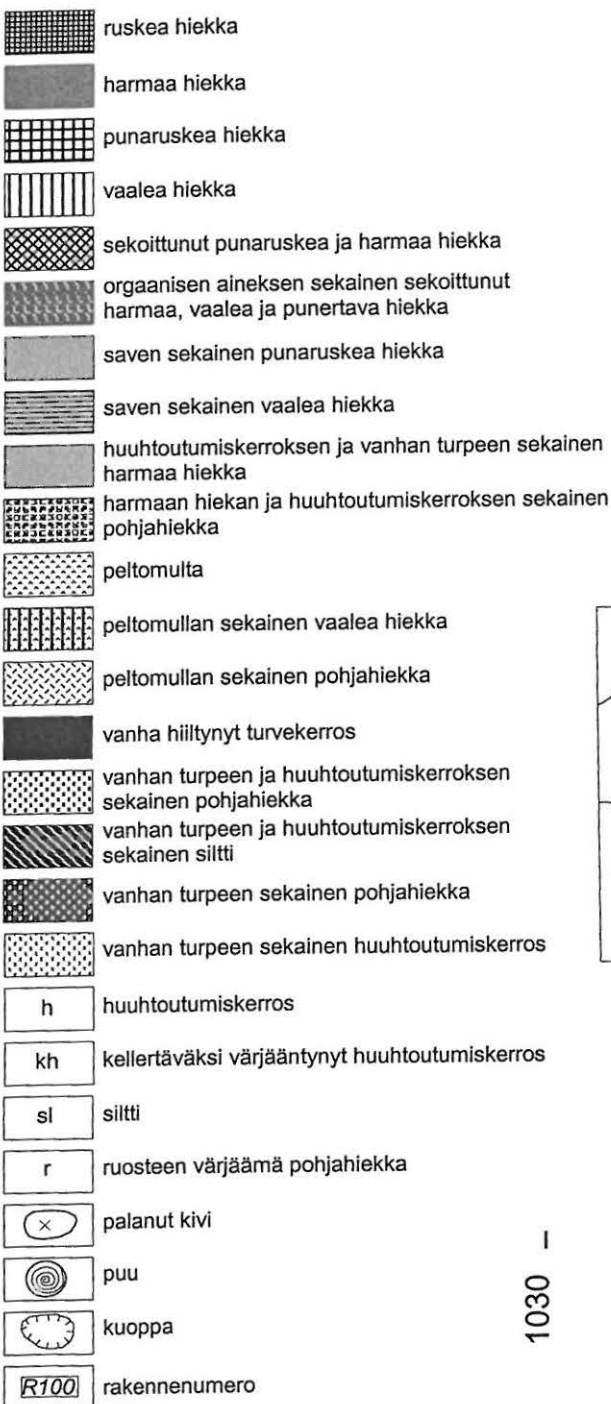 ruskea hiekka
harmaa hiekka
punaruskea hiekka
vaalea hiekka
sekoittunut punaruskea ja harmaa hiekka
orgaanisen aineksen sekainen sekoittunut
harmaa, vaalea ja punertava hiekka
saven sekainen punaruskea hiekka
saven sekainen vaalea hiekka
huuhtoutumiskerroksen ja vanhan turpeen sekainen
harmaa hiekka
harmaan hiekan ja huuhtoutumiskerroksen sekainen
pohjahiekka
peltomulta
peltomullan sekainen vaalea hiekka
peltomullan sekainen pohjahiekka
vanha hiiltynyt turvekerros
vanhan turpeen ja huuhtoutumiskerroksen
sekainen pohjahiekka
vanhan turpeen ja huuhtoutumiskerroksen
sekainen siltti
vanhan turpeen sekainen pohjahiekka
vanhan turpeen sekainen huuhtoutumiskerros
h huuhtoutumiskerros
kh kellertäväksi värjääntynyt huuhtoutumiskerros
sl siltti
r ruosteen värjäämä pohjahiekka
palanut kivi
puu
kuoppa
R100 rakennenumero
1030